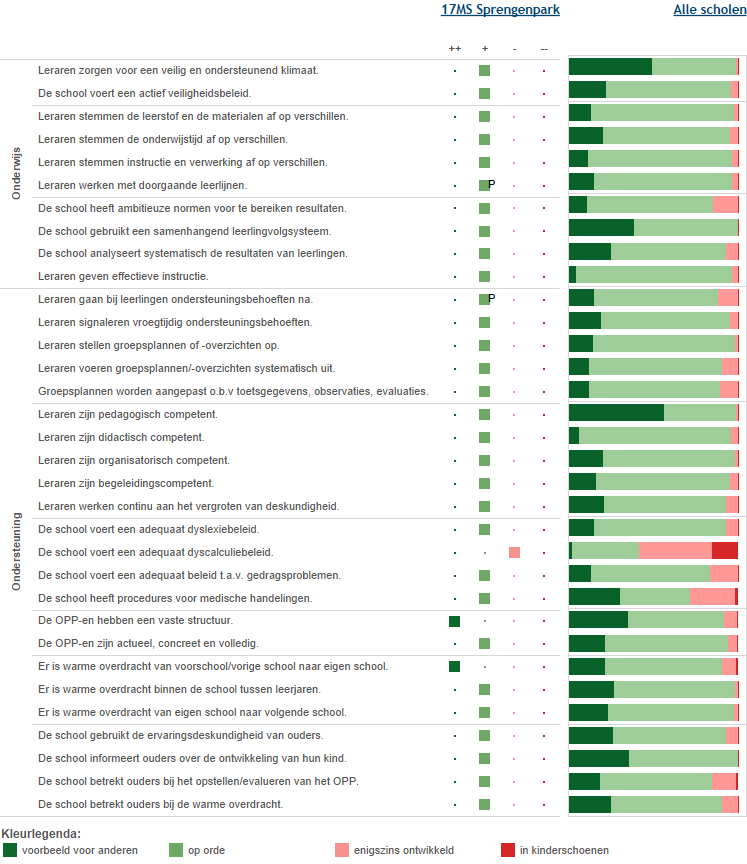 17MS Sprengenpark Alle scholen
++ + - --
Onderwijs
Leraren zorgen voor een veilig en ondersteunend klimaat.
De school voert een actief veiligheidsbeleid.
Leraren stemmen de leerstof en de materialen af op verschillen.
Leraren stemmen de onderwijstijd af op verschillen.
Leraren stemmen instructie en verwerking af op verschillen.
Leraren werken met doorgaande leerlijnen. P
De school heeft ambitieuze normen voor te bereiken resultaten.
De school gebruikt een samenhangend leerlingvolgsysteem.
De school analyseert systematisch de resultaten van leerlingen.
Leraren geven effectieve instructie.
Ondersteuning
Leraren gaan bij leerlingen ondersteuningsbehoeften na. P
Leraren signaleren vroegtijdig ondersteuningsbehoeften.
Leraren stellen groepsplannen of -overzichten op.
Leraren voeren groepsplannen/-overzichten systematisch uit.
Groepsplannen worden aangepast o.b.v toetsgegevens, observaties, evaluaties.
Leraren zijn pedagogisch competent.
Leraren zijn didactisch competent.
Leraren zijn organisatorisch competent.
Leraren zijn begeleidingscompetent.
Leraren werken continu aan het vergroten van deskundigheid.
De school voert een adequaat dyslexiebeleid.
De school voert een adequaat dyscalculiebeleid.
De school voert een adequaat beleid t.a.v. gedragsproblemen.
De school heeft procedures voor medische handelingen.
De OPP-en hebben een vaste structuur.
De OPP-en zijn actueel, concreet en volledig.
Er is warme overdracht van voorschool/vorige school naar eigen school.
Er is warme overdracht binnen de school tussen leerjaren.
Er is warme overdracht van eigen school naar volgende school.
De school gebruikt de ervaringsdeskundigheid van ouders.
De school informeert ouders over de ontwikkeling van hun kind.
De school betrekt ouders bij het opstellen/evalueren van het OPP.
De school betrekt ouders bij de warme overdracht.
Kleurlegenda:
voorbeeld voor anderen op orde enigszins ontwikkeld in kinderschoenen